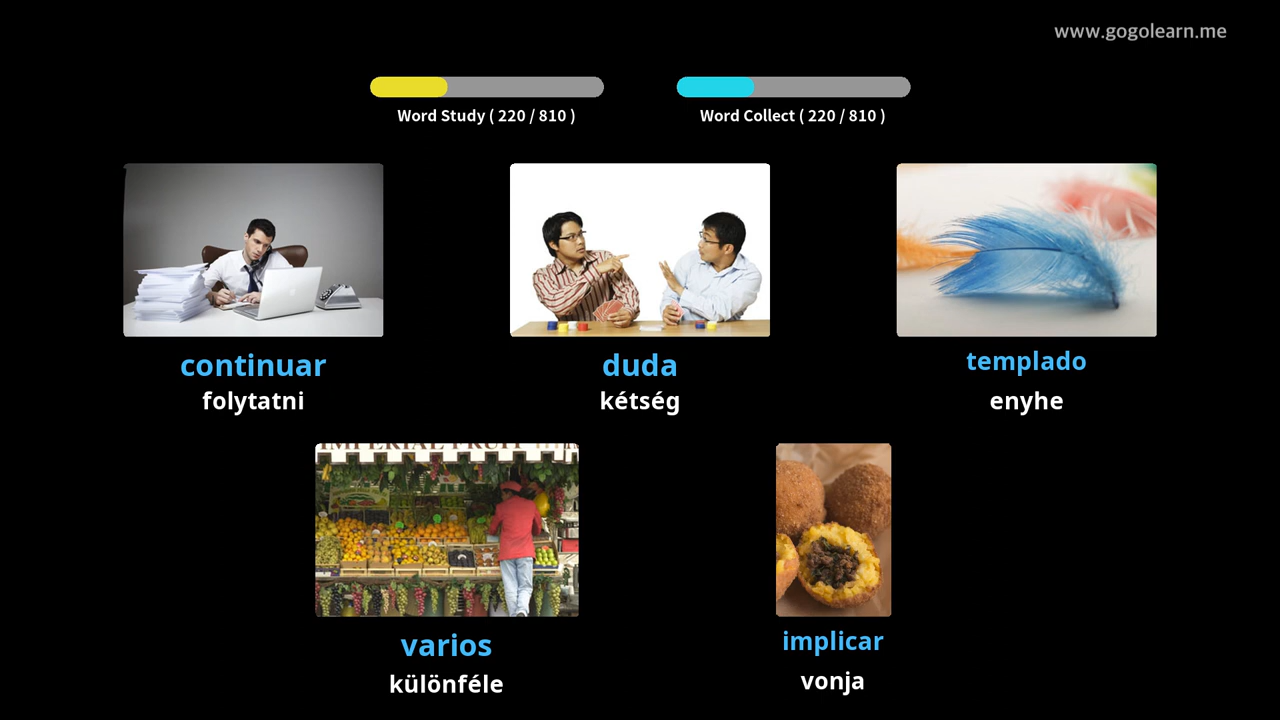 www.gogolearn.me
Word Study ( 220 / 810 )
Word Collect ( 220 / 810 )
continuar
folytatni
duda
kétség
templado
enyhe
varios
különféle
implicar
vonja